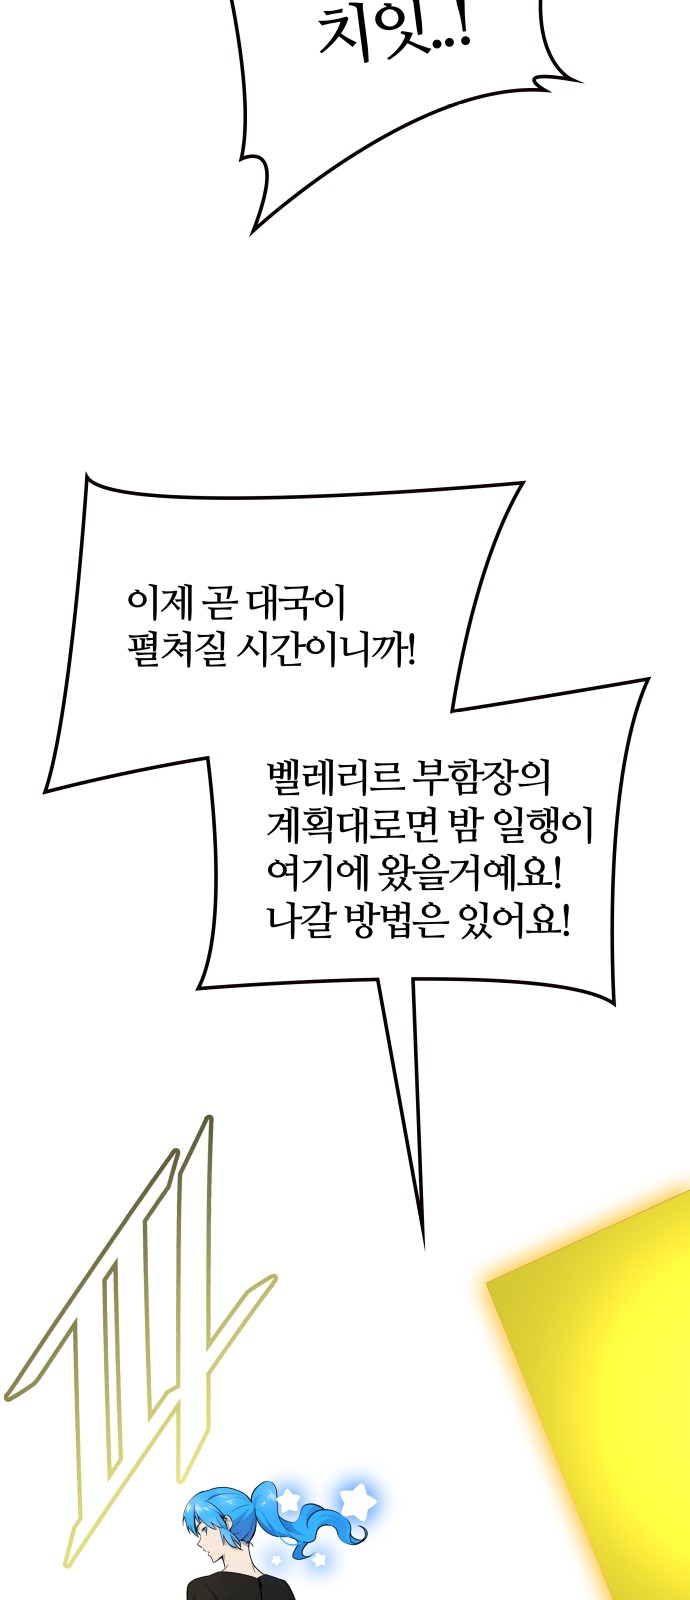 치잇..!
이제 곧 대국이
펼쳐질 시간이니까!
벨레리르 부함장의
계획대로면 밤 일행이
여기에 왔을거예요!
나갈 방법은 있어요!
파